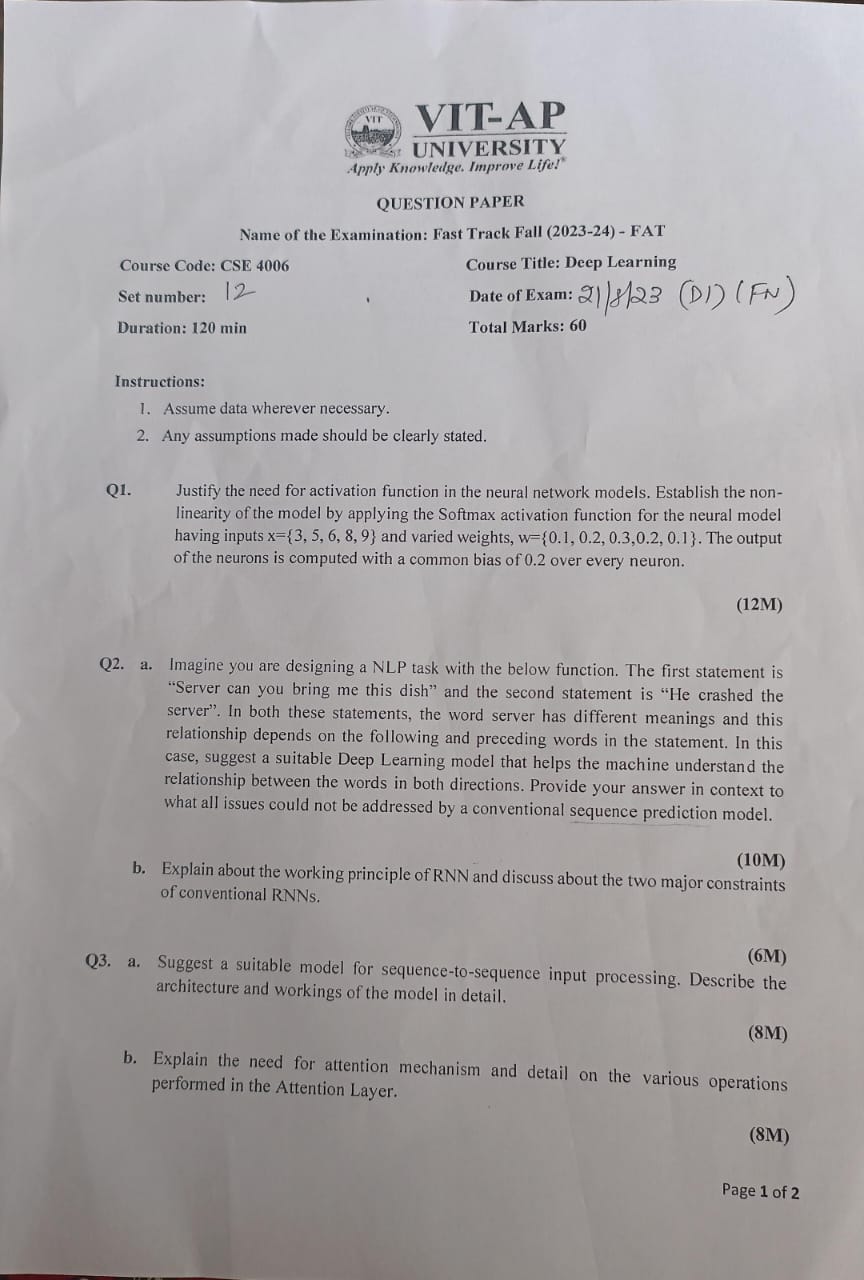 VIT
VIT-AP
UNIVERSITY
Apply Knowledge. Improve Life!®
QUESTION PAPER
Name of the Examination: Fast Track Fall (2023-24) - FAT
Course Code: CSE 4006 Course Title: Deep Learning
Set number: 12 Date of Exam: 21/8/23 (D1) (FN)
Duration: 120 min Total Marks: 60
Instructions:
1. Assume data wherever necessary.
2. Any assumptions made should be clearly stated.
Q1. Justify the need for activation function in the neural network models. Establish the non-
linearity of the model by applying the Softmax activation function for the neural model
having inputs x={3, 5, 6, 8, 9} and varied weights, w={0.1, 0.2, 0.3,0.2, 0.1}. The output
of the neurons is computed with a common bias of 0.2 over every neuron.
(12M)
Q2. a. Imagine you are designing a NLP task with the below function. The first statement is
“Server can you bring me this dish” and the second statement is “He crashed the
server”. In both these statements, the word server has different meanings and this
relationship depends on the following and preceding words in the statement. In this
case, suggest a suitable Deep Learning model that helps the machine understand the
relationship between the words in both directions. Provide your answer in context to
what all issues could not be addressed by a conventional sequence prediction model.
(10M)
b. Explain about the working principle of RNN and discuss about the two major constraints
of conventional RNNs.
(6M)
Q3. a. Suggest a suitable model for sequence-to-sequence input processing. Describe the
architecture and workings of the model in detail.
(8M)
b. Explain the need for attention mechanism and detail on the various operations
performed in the Attention Layer.
(8M)
Page 1 of 2